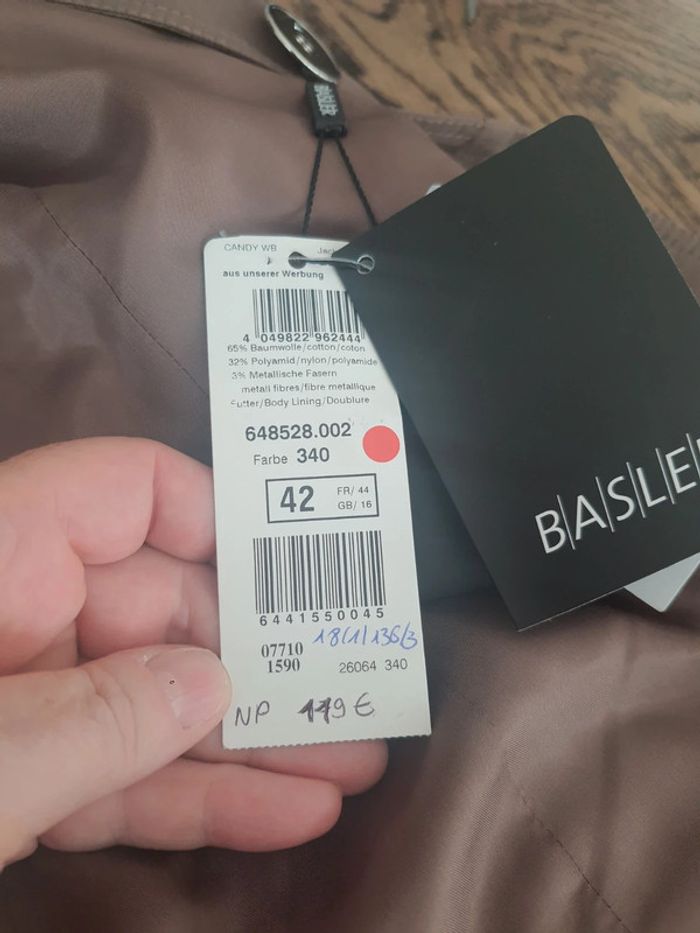 BASLER
CANDY WB
aus unserer Werbung
4 049822 962444
65% Baumwolle/cotton/coton
32% Polyamid/nylon/polyamide
3% Metallische Fasern
metall fibres/fibre metallique
Futter/Body Lining/Doublure
648528.002
Farbe 340
42 FR/ 44
GB/ 16
6441550045
18(1/136/3
07710
1590 26064 340
NP 119 €
B|A|S|L|E